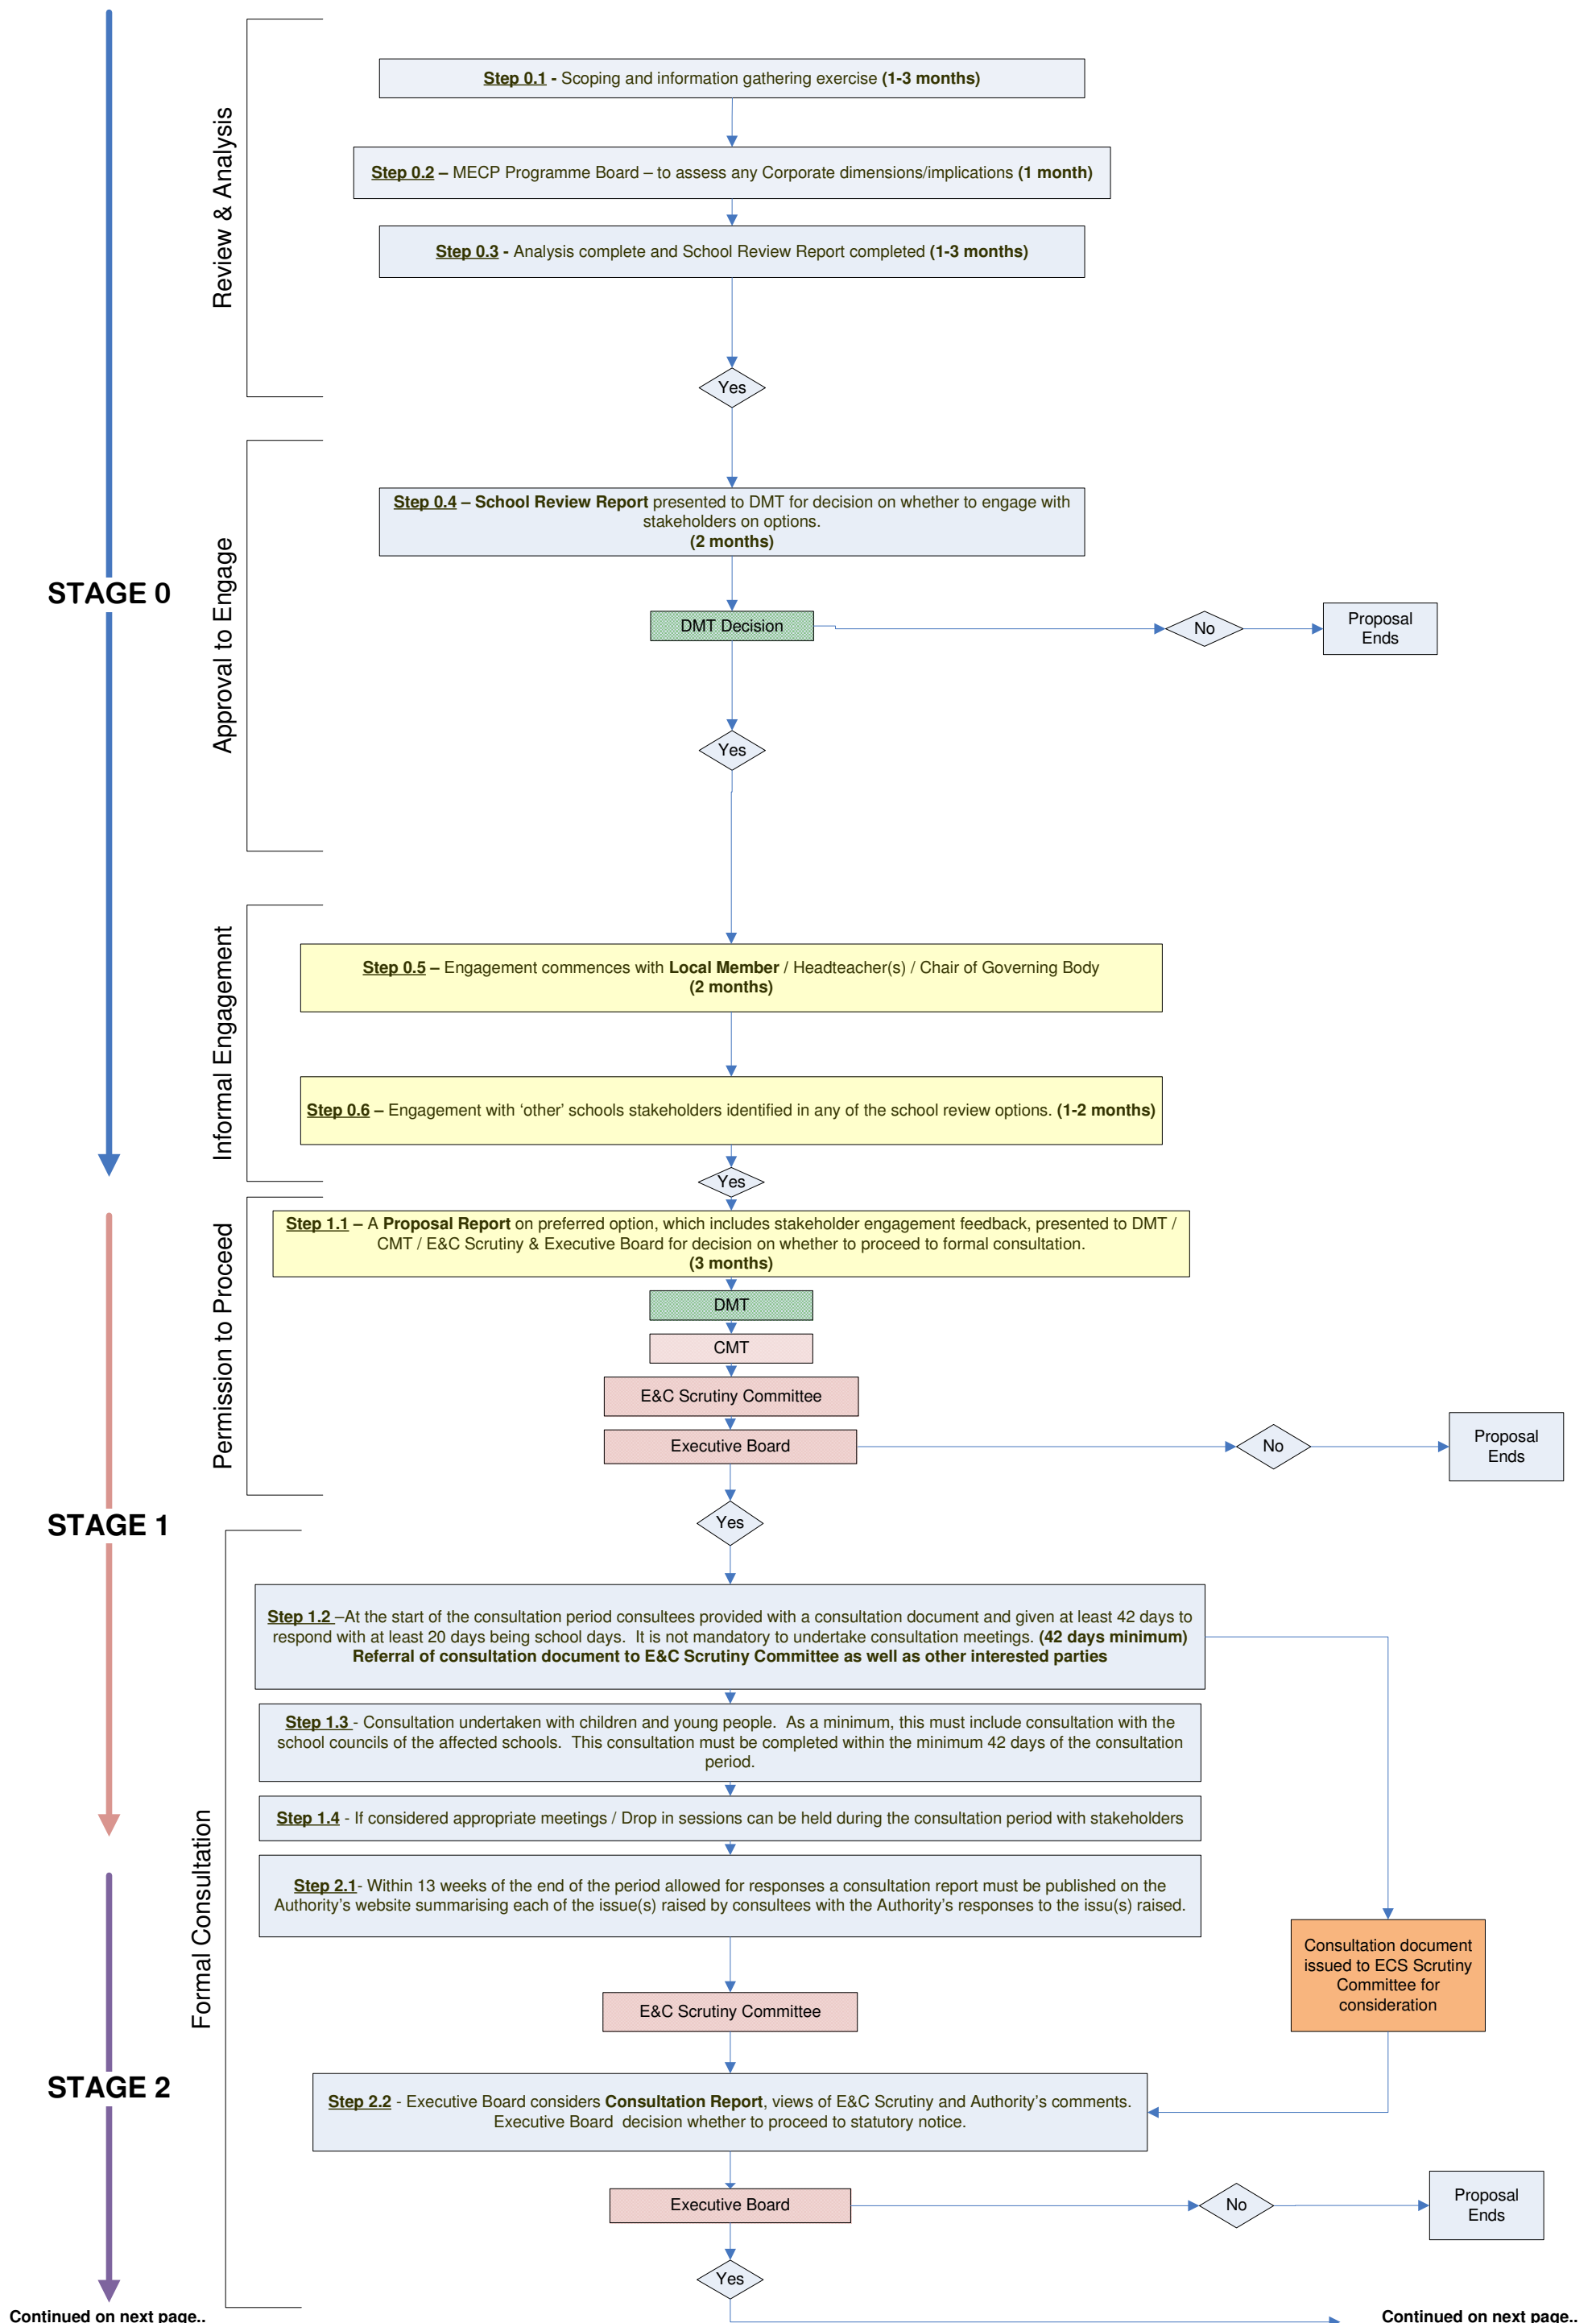 Review & Analysis
Step 0.1 - Scoping and information gathering exercise (1-3 months)
Step 0.2 – MECP Programme Board – to assess any Corporate dimensions/implications (1 month)
Step 0.3 - Analysis complete and School Review Report completed (1-3 months)
Yes
STAGE 0
Approval to Engage
Step 0.4 – School Review Report presented to DMT for decision on whether to engage with
stakeholders on options.
(2 months)
DMT Decision
No
Proposal
Ends
Yes
Informal Engagement
Step 0.5 – Engagement commences with Local Member / Headteacher(s) / Chair of Governing Body
(2 months)
Step 0.6 – Engagement with ‘other’ schools stakeholders identified in any of the school review options. (1-2 months)
Yes
Permission to Proceed
Step 1.1 – A Proposal Report on preferred option, which includes stakeholder engagement feedback, presented to DMT /
CMT / E&C Scrutiny & Executive Board for decision on whether to proceed to formal consultation.
(3 months)
DMT
CMT
E&C Scrutiny Committee
Executive Board
No
Proposal
Ends
Yes
STAGE 1
Formal Consultation
Step 1.2 –At the start of the consultation period consultees provided with a consultation document and given at least 42 days to
respond with at least 20 days being school days. It is not mandatory to undertake consultation meetings. (42 days minimum)
Referral of consultation document to E&C Scrutiny Committee as well as other interested parties
Step 1.3 - Consultation undertaken with children and young people. As a minimum, this must include consultation with the
school councils of the affected schools. This consultation must be completed within the minimum 42 days of the consultation
period.
Step 1.4 - If considered appropriate meetings / Drop in sessions can be held during the consultation period with stakeholders
Step 2.1- Within 13 weeks of the end of the period allowed for responses a consultation report must be published on the
Authority’s website summarising each of the issue(s) raised by consultees with the Authority’s responses to the issu(s) raised.
Consultation document
issued to ECS Scrutiny
Committee for
consideration
E&C Scrutiny Committee
STAGE 2
Step 2.2 - Executive Board considers Consultation Report, views of E&C Scrutiny and Authority’s comments.
Executive Board decision whether to proceed to statutory notice.
Executive Board
No
Proposal
Ends
Yes
Continued on next page..
Continued on next page..